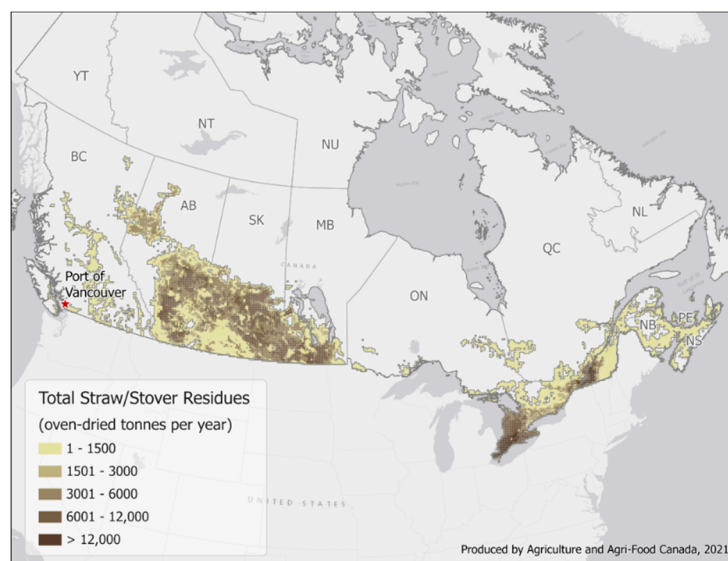 YT
NT
NU
BC
AB
SK
MB
CANADA
ON
QC
NL
NB
PE
NS
Port of
Vancouver
Total Straw/Stover Residues
(oven-dried tonnes per year)
1 - 1500
1501 - 3000
3001 - 6000
6001 - 12,000
> 12,000
UNITED STATES
Produced by Agriculture and Agri-Food Canada, 2021